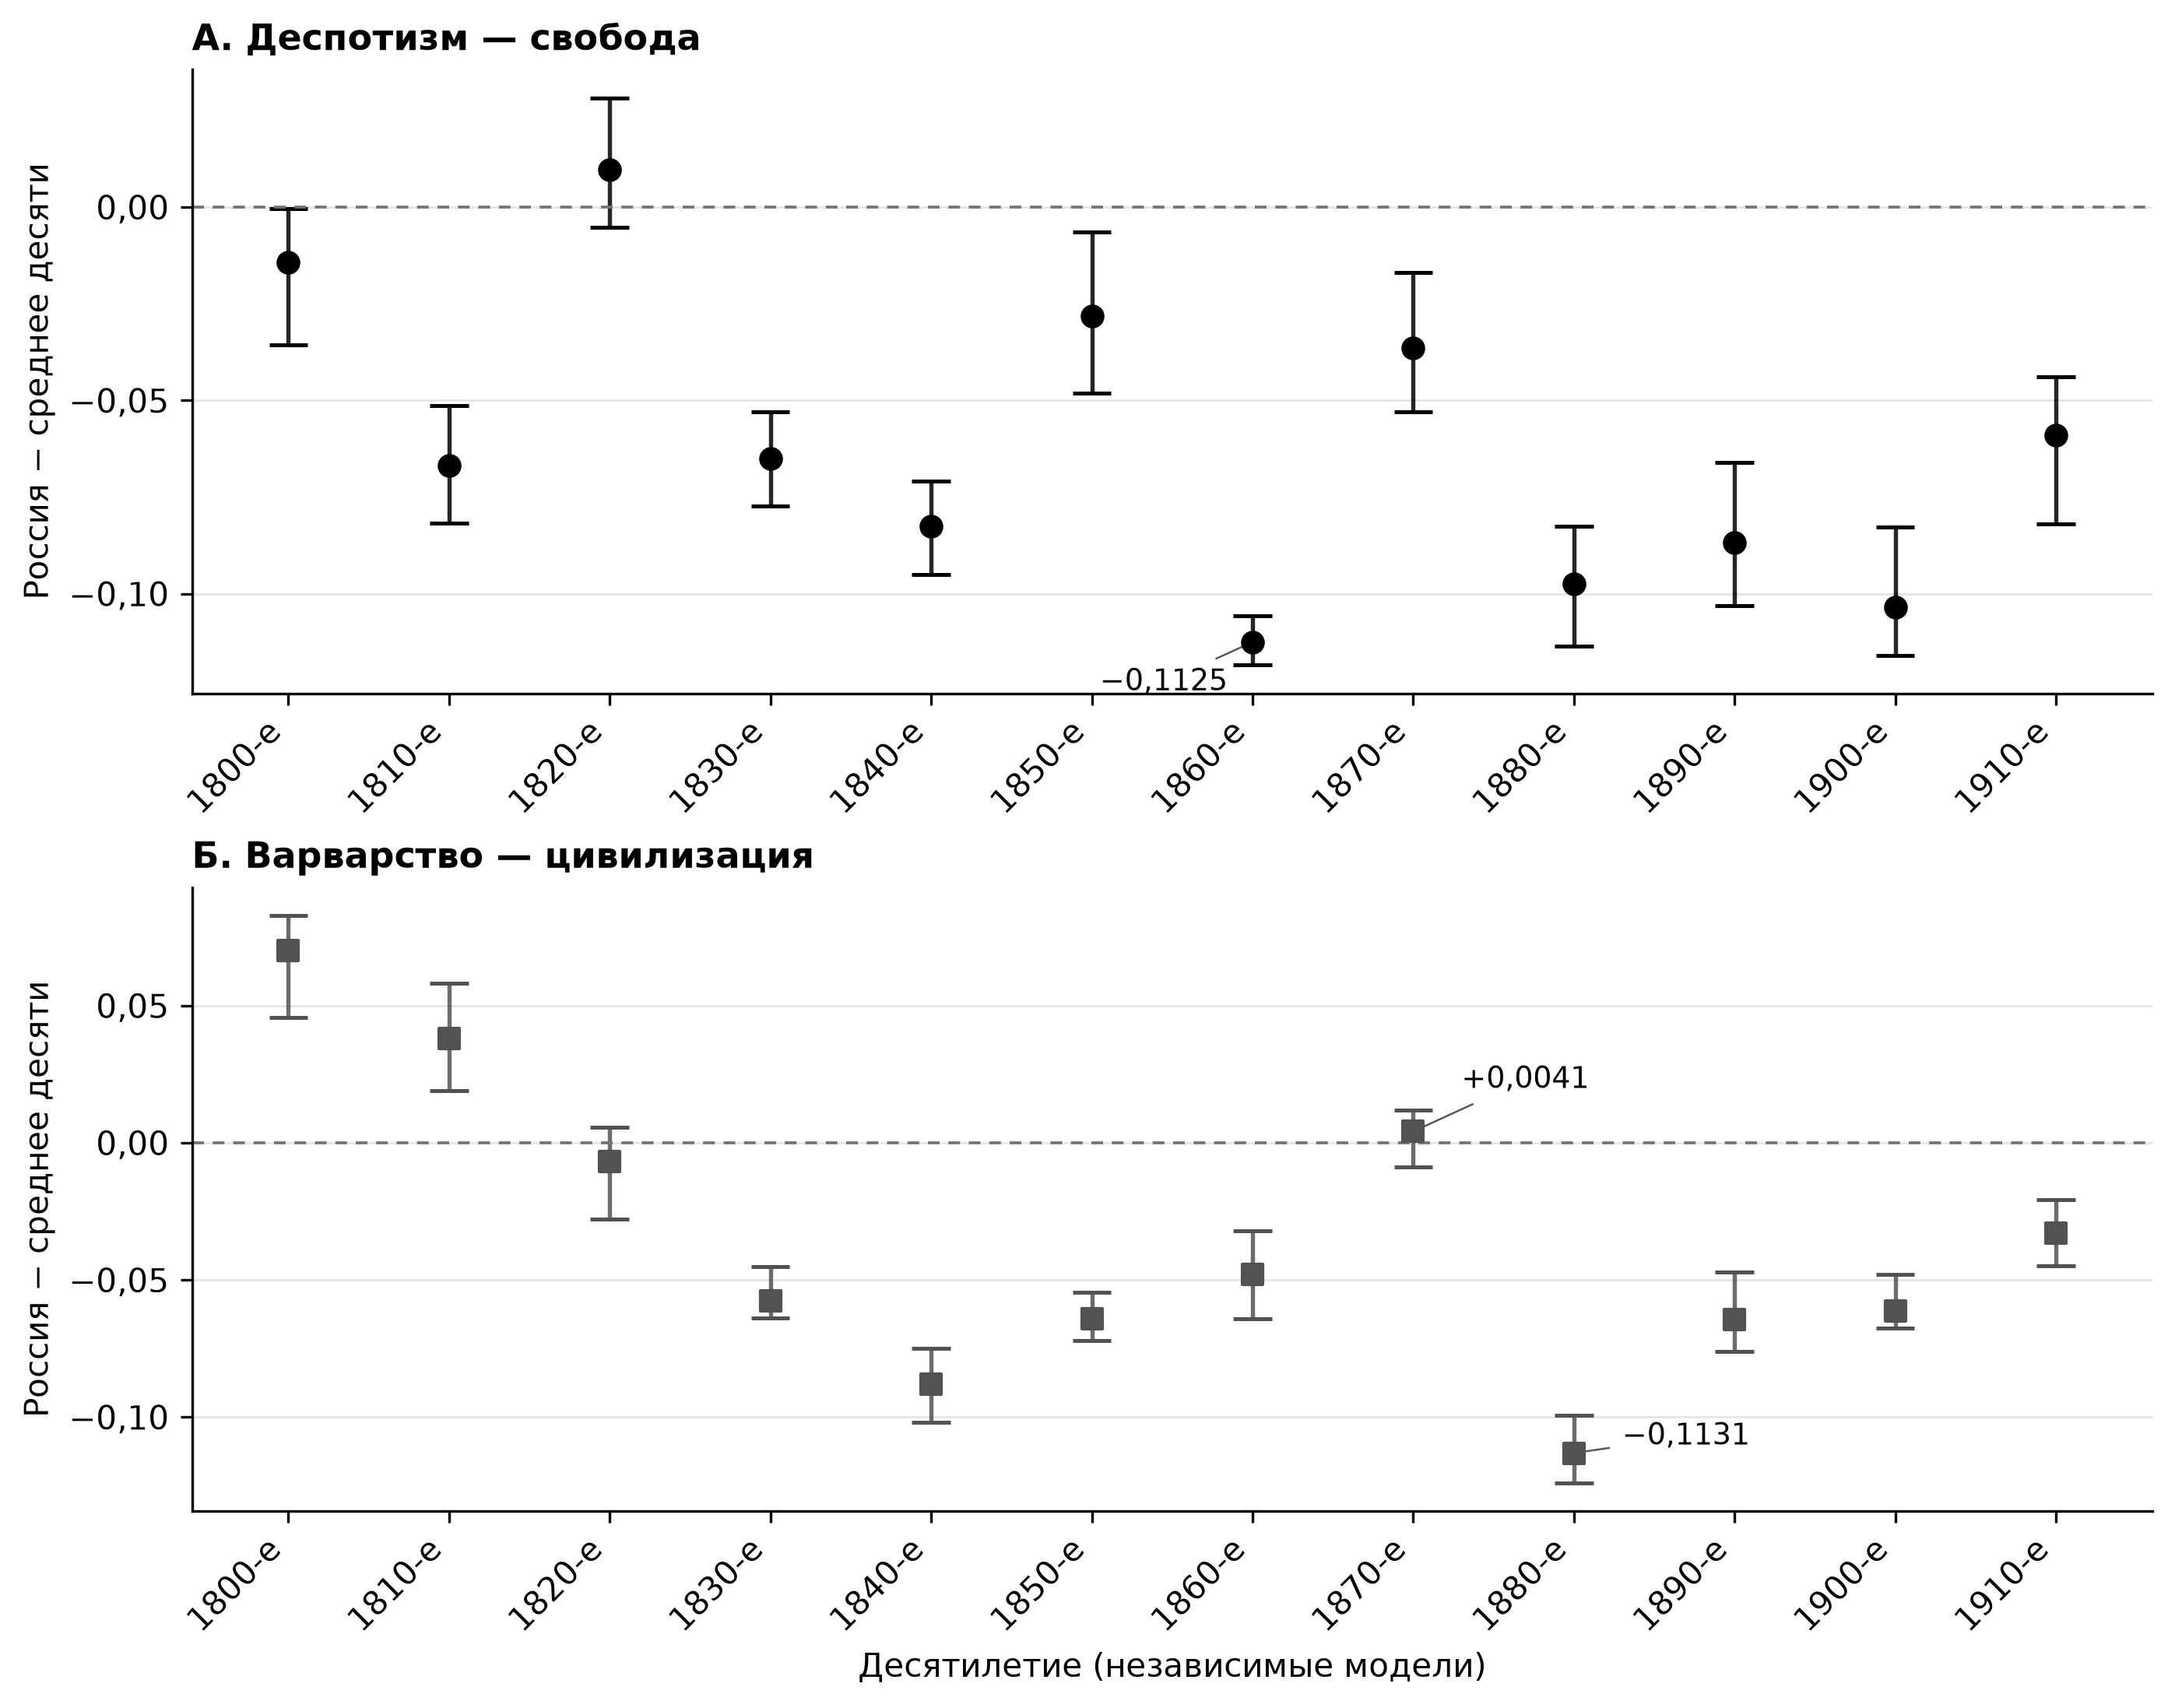 А. Деспотизм — свобода
Россия — среднее десяти
0,00
−0,05
−0,10
−0,1125
1800-е
1810-е
1820-е
1830-е
1840-е
1850-е
1860-е
1870-е
1880-е
1890-е
1900-е
1910-е
Б. Варварство — цивилизация
Россия — среднее десяти
0,05
0,00
−0,05
−0,10
+0,0041
−0,1131
1800-е
1810-е
1820-е
1830-е
1840-е
1850-е
1860-е
1870-е
1880-е
1890-е
1900-е
1910-е
Десятилетие (независимые модели)